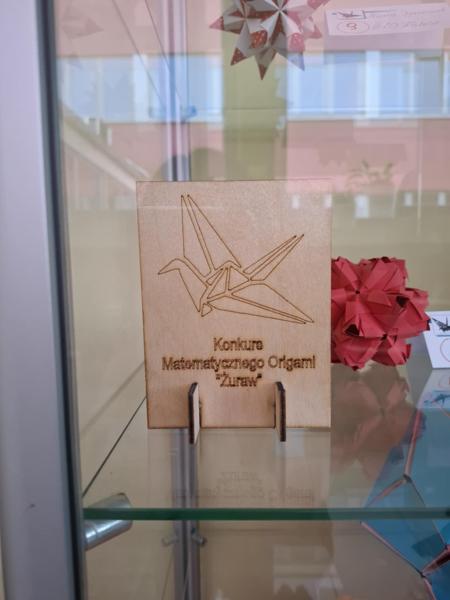 Konkurs
Matematycznego Origami
"Żuraw"